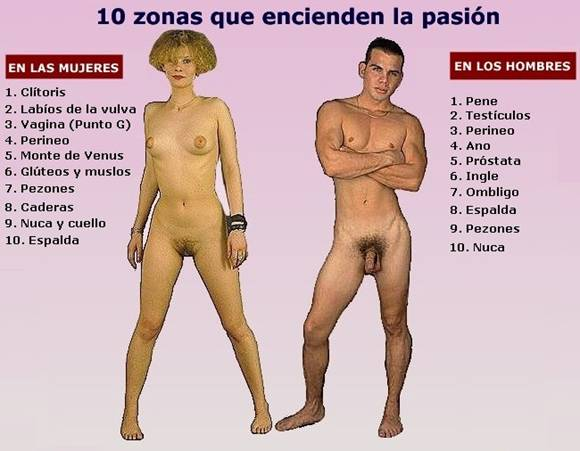 10 zonas que encienden la pasión
EN LAS MUJERES
1. Clítoris
2. Labíos de la vulva
3. Vagina (Punto G)
4. Perineo
5. Monte de Venus
6. Glúteos y muslos
7. Pezones
8. Caderas
9. Nuca y cuello
10. Espalda
EN LOS HOMBRES
1. Pene
2. Testículos
3. Perineo
4. Ano
5. Próstata
6. Ingle
7. Ombligo
8. Espalda
9. Pezones
10. Nuca